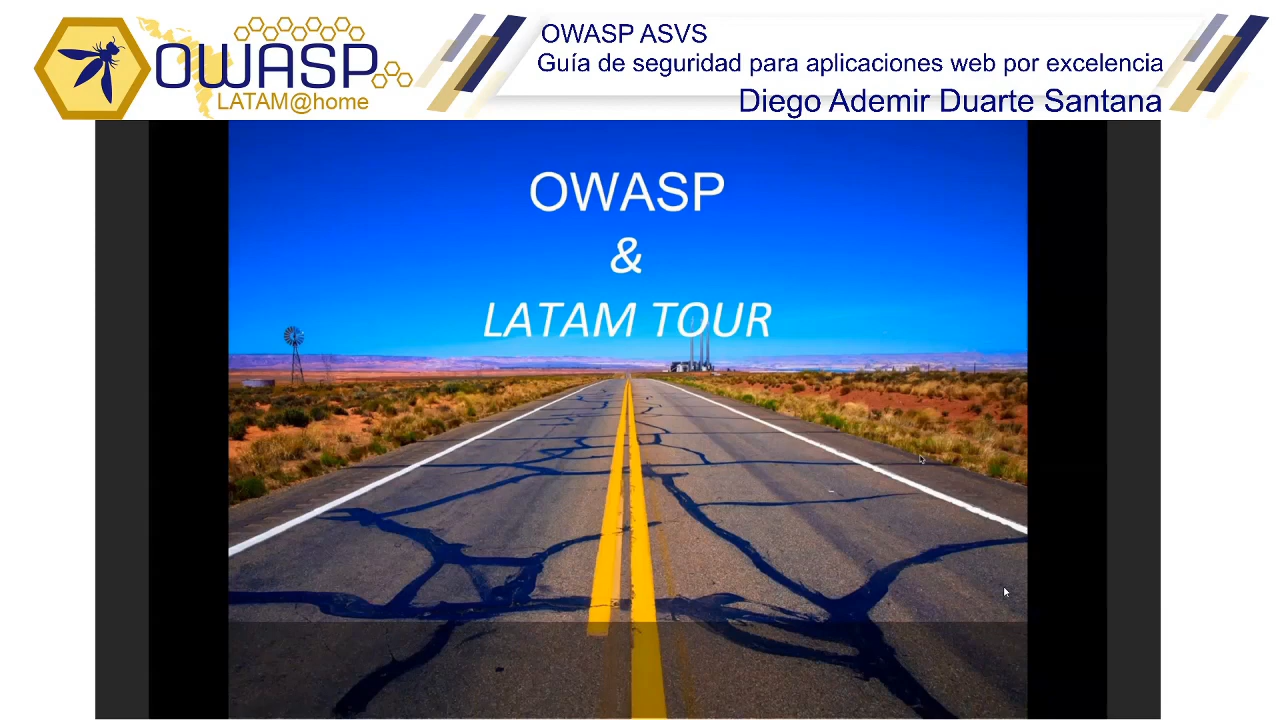 OWASP
LATAM@home
OWASP ASVS
Guía de seguridad para aplicaciones web por excelencia
Diego Ademir Duarte Santana
OWASP
&
LATAM TOUR